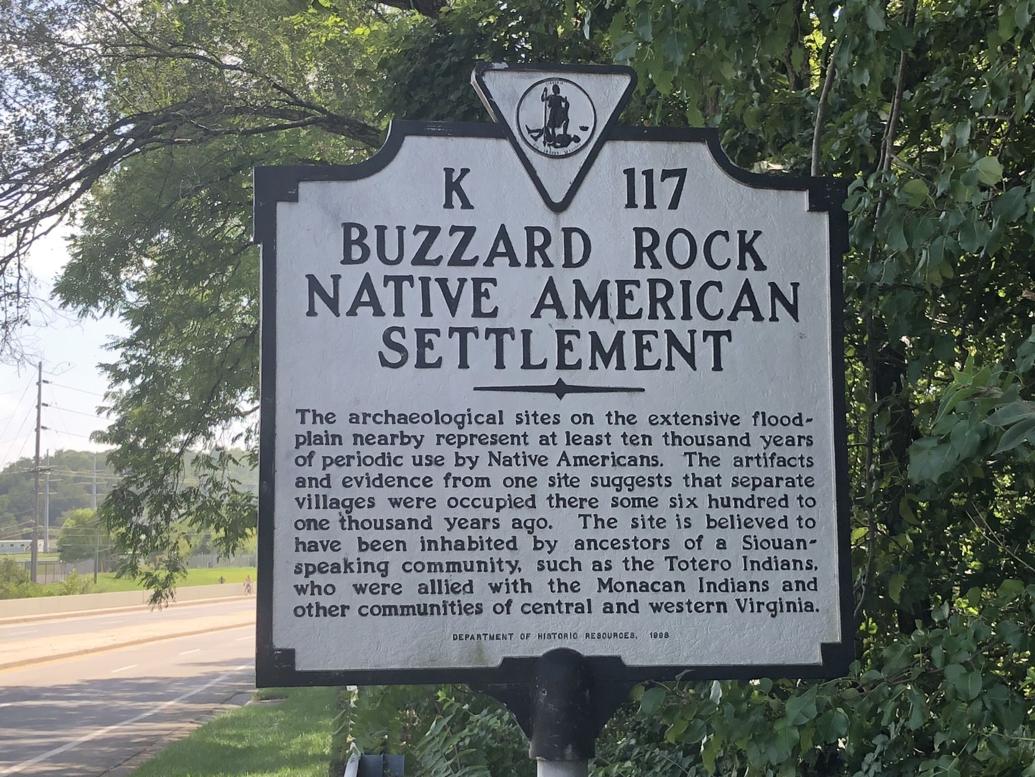 K 117
BUZZARD ROCK
NATIVE AMERICAN
SETTLEMENT
The archaeological sites on the extensive flood-
plain nearby represent at least ten thousand years
of periodic use by Native Americans. The artifacts
and evidence from one site suggests that separate
villages were occupied there some six hundred to
one thousand years ago. The site is believed to
have been inhabited by ancestors of a Siouan-
speaking community, such as the Totero Indians,
who were allied with the Monacan Indians and
other communities of central and western Virginia.
DEPARTMENT OF HISTORIC RESOURCES, 1998